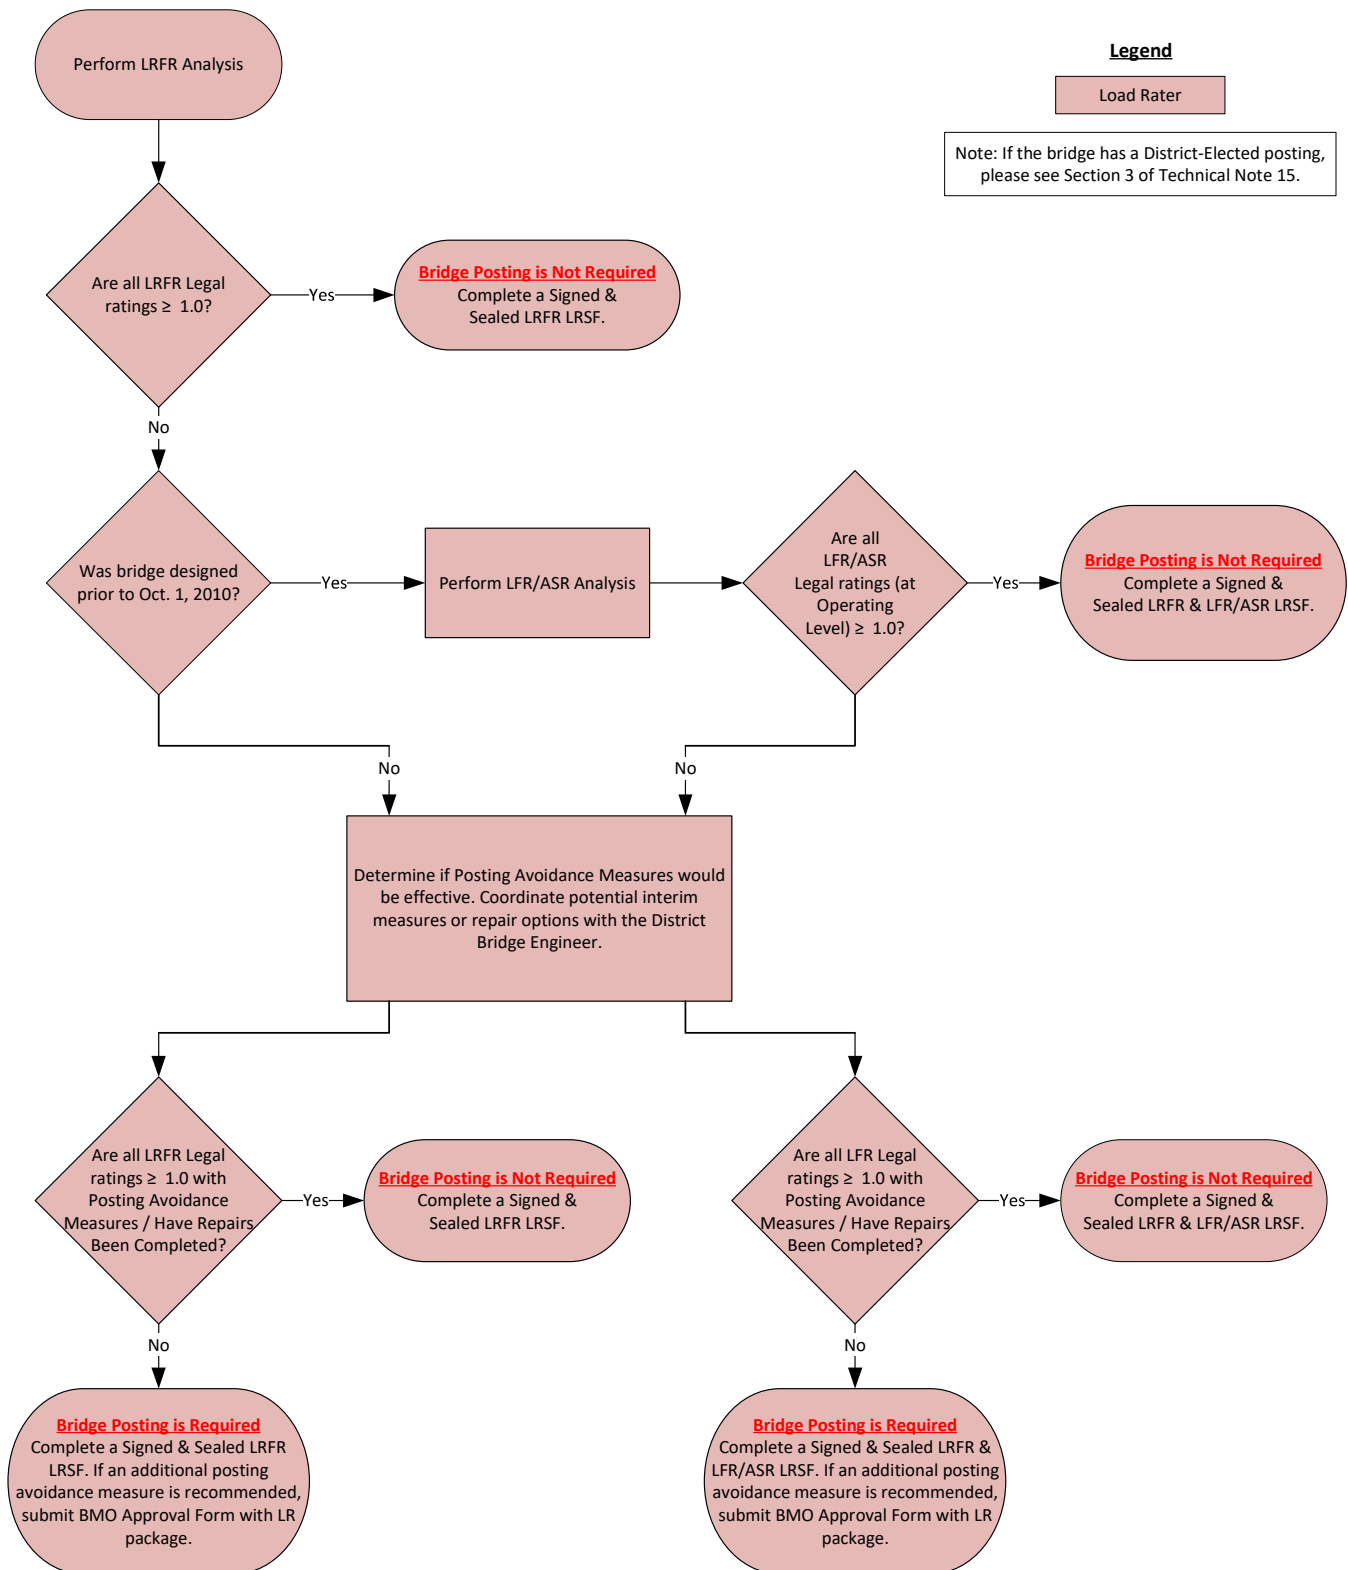 Perform LRFR Analysis
Legend
Load Rater
Note: If the bridge has a District-Elected posting,
please see Section 3 of Technical Note 15.
Are all LRFR Legal
ratings ≥ 1.0?
Yes
Bridge Posting is Not Required
Complete a Signed &
Sealed LRFR LRSF.
No
Was bridge designed
prior to Oct. 1, 2010?
Yes
Perform LFR/ASR Analysis
Are all
LFR/ASR
Legal ratings (at
Operating
Level) ≥ 1.0?
Yes
Bridge Posting is Not Required
Complete a Signed &
Sealed LRFR & LFR/ASR LRSF.
No
No
Determine if Posting Avoidance Measures would
be effective. Coordinate potential interim
measures or repair options with the District
Bridge Engineer.
Are all LRFR Legal
ratings ≥ 1.0 with
Posting Avoidance
Measures / Have Repairs
Been Completed?
Yes
Bridge Posting is Not Required
Complete a Signed &
Sealed LRFR LRSF.
Are all LFR Legal
ratings ≥ 1.0 with
Posting Avoidance
Measures / Have Repairs
Been Completed?
Yes
Bridge Posting is Not Required
Complete a Signed &
Sealed LRFR & LFR/ASR LRSF.
No
No
Bridge Posting is Required
Complete a Signed & Sealed LRFR
LRSF. If an additional posting
avoidance measure is recommended,
submit BMO Approval Form with LR
package.
Bridge Posting is Required
Complete a Signed & Sealed LRFR &
LFR/ASR LRSF. If an additional posting
avoidance measure is recommended,
submit BMO Approval Form with LR
package.